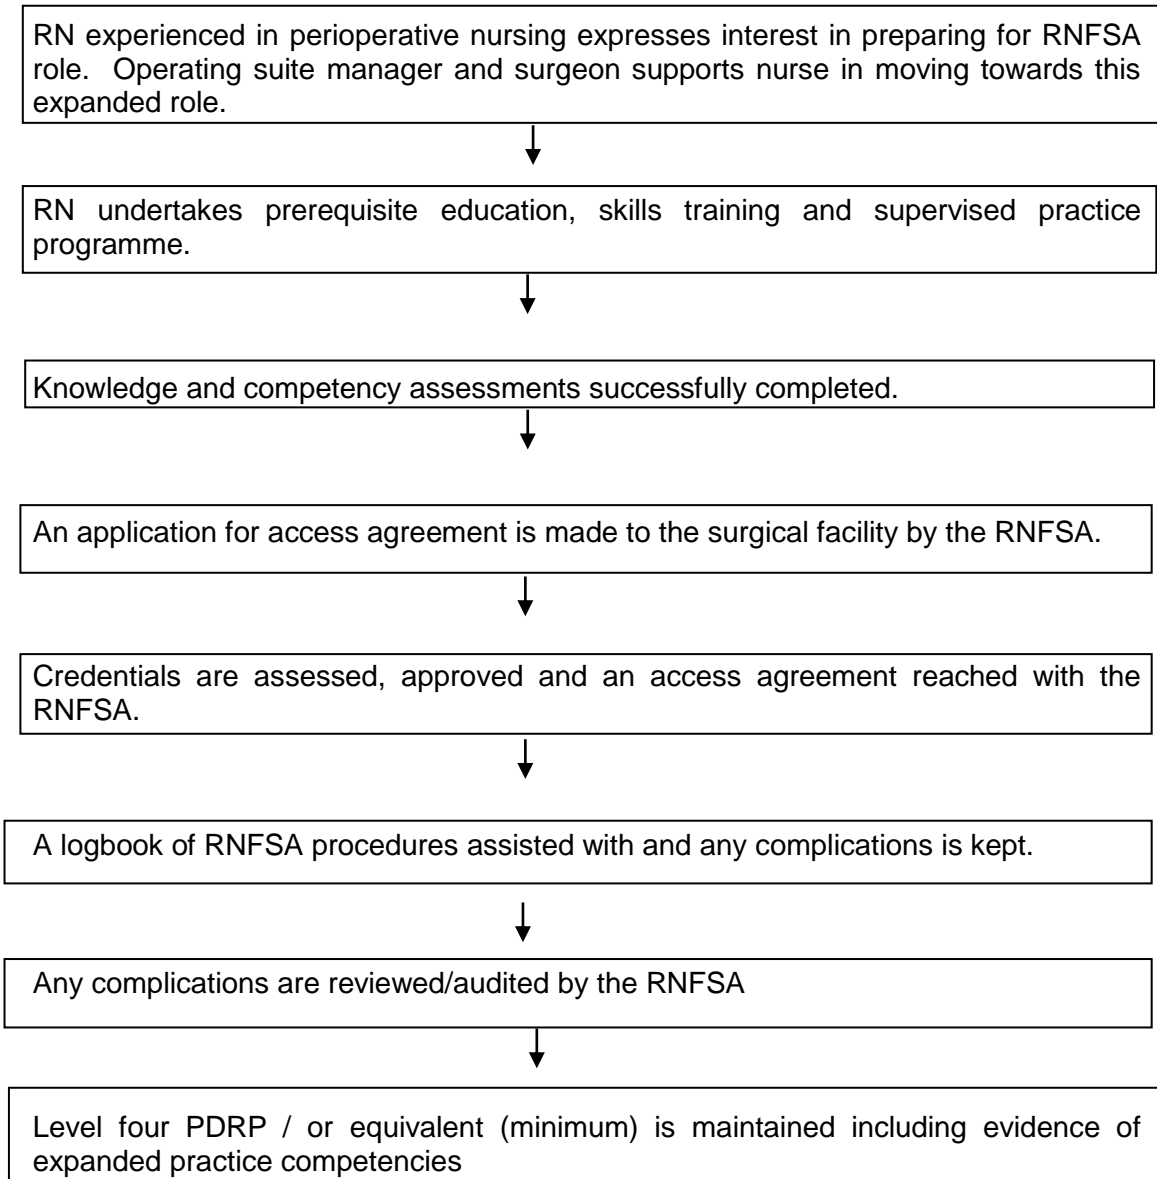 RN experienced in perioperative nursing expresses interest in preparing for RNFSA
role. Operating suite manager and surgeon supports nurse in moving towards this
expanded role.
RN undertakes prerequisite education, skills training and supervised practice
programme.
Knowledge and competency assessments successfully completed.
An application for access agreement is made to the surgical facility by the RNFSA.
Credentials are assessed, approved and an access agreement reached with the
RNFSA.
A logbook of RNFSA procedures assisted with and any complications is kept.
Any complications are reviewed/audited by the RNFSA
Level four PDRP / or equivalent (minimum) is maintained including evidence of
expanded practice competencies